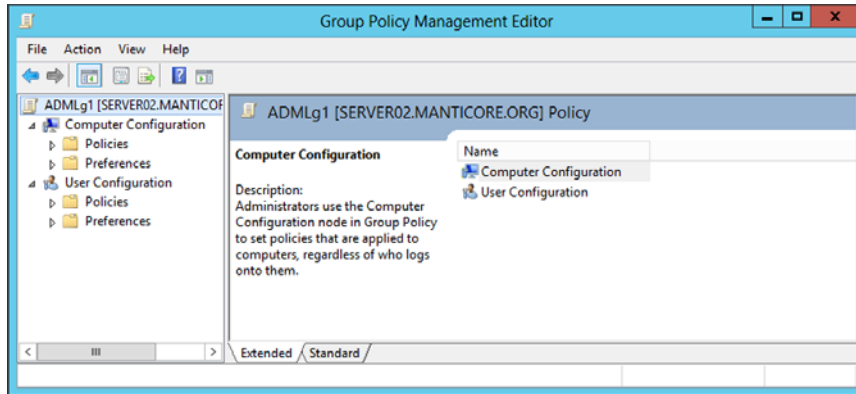 Group Policy Management Editor
File Action View Help
ADMLg1 [SERVER02.MANTICOR
Computer Configuration
Policies
Preferences
User Configuration
Policies
Preferences
ADMLg1 [SERVER02.MANTICORE.ORG] Policy
Computer Configuration
Description:
Administrators use the Computer
Configuration node in Group Policy
to set policies that are applied to
computers, regardless of who logs
onto them.
Name
Computer Configuration
User Configuration
Extended Standard